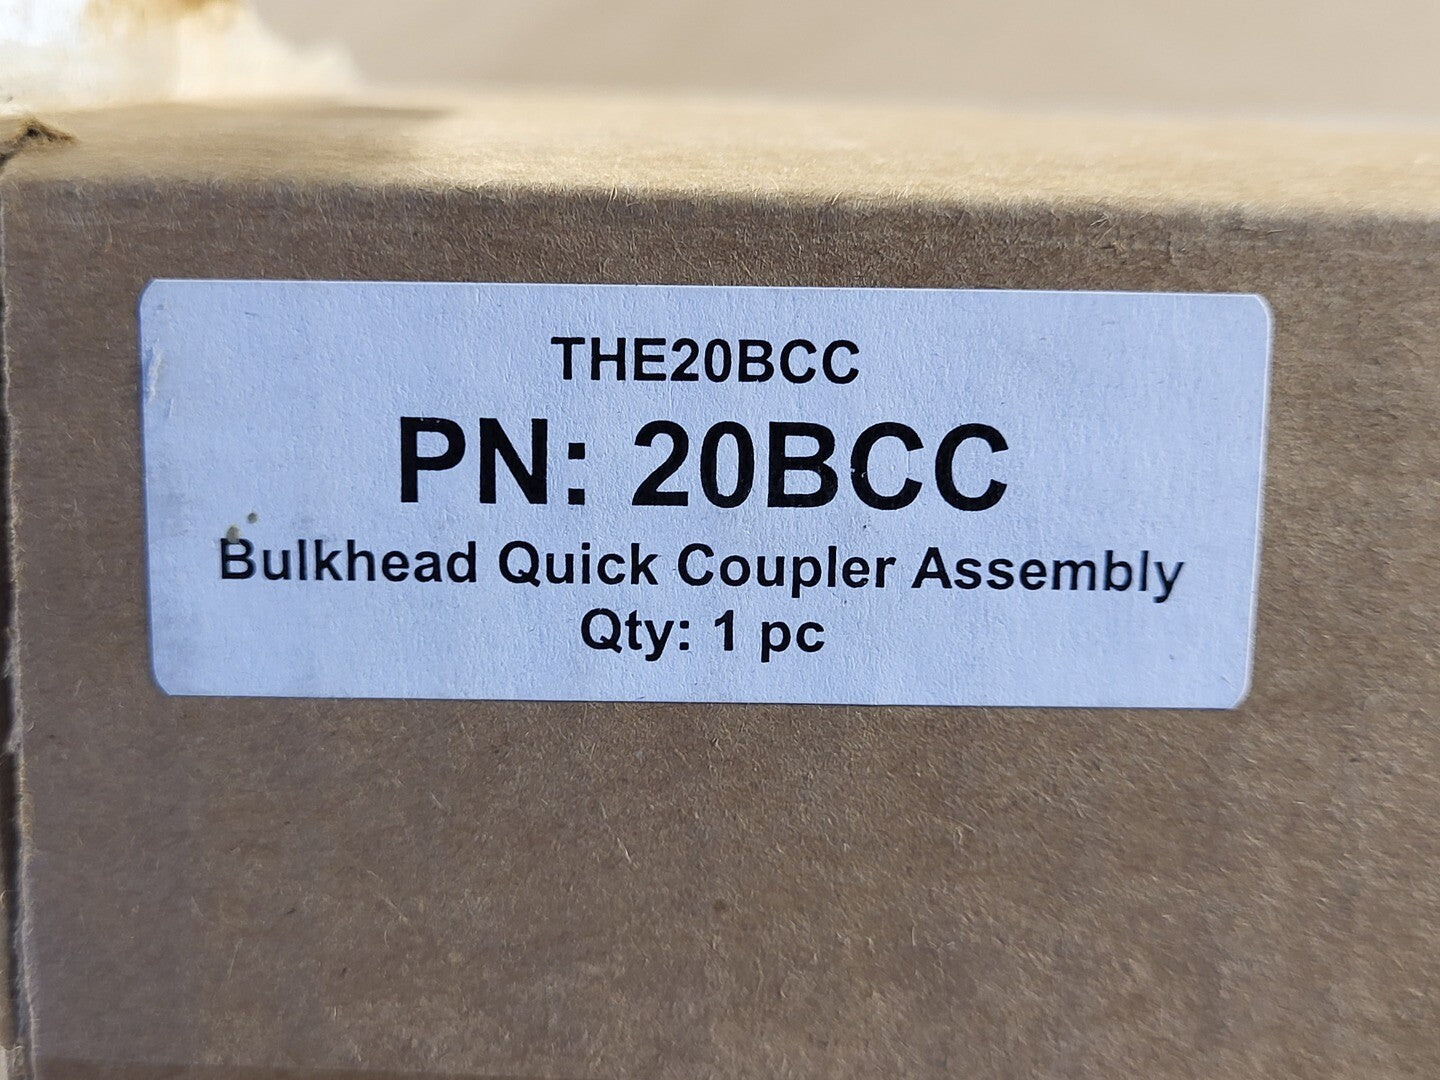 THE20BCC
PN: 20BCC
Bulkhead Quick Coupler Assembly
Qty: 1 pc